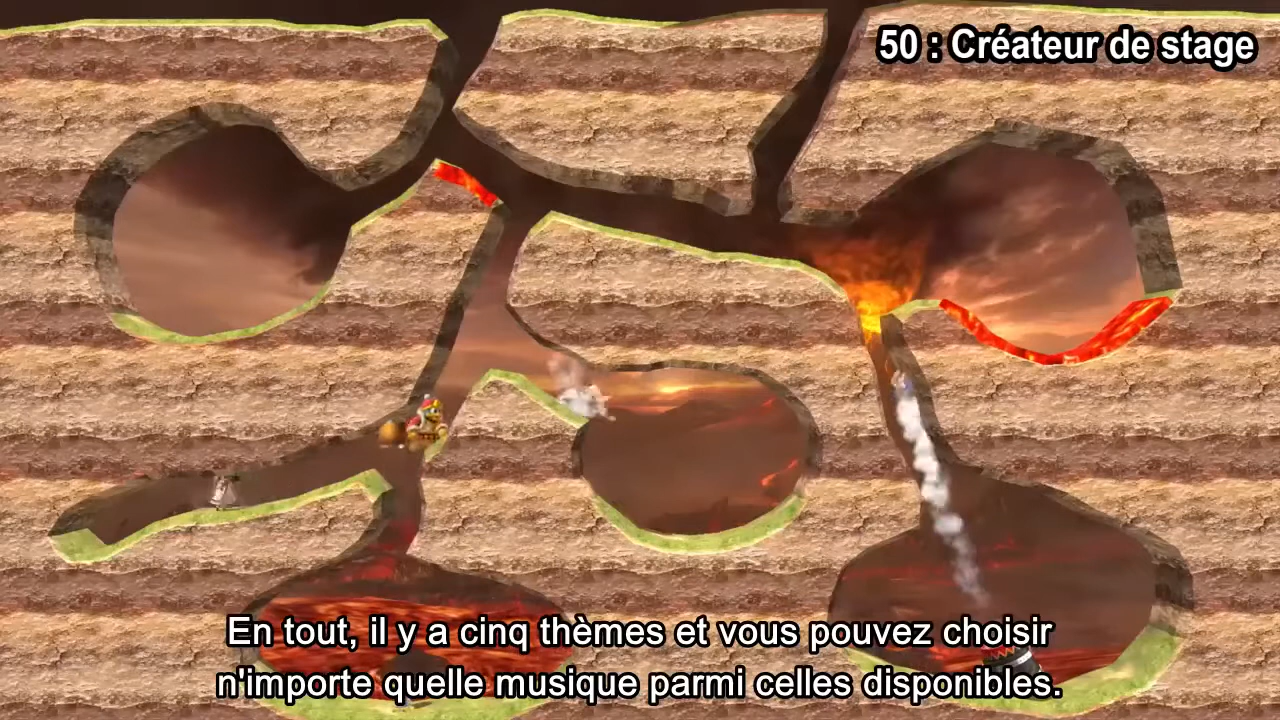 50 : Créateur de stage
En tout, il y a cinq thèmes et vous pouvez choisir
n'importe quelle musique parmi celles disponibles.